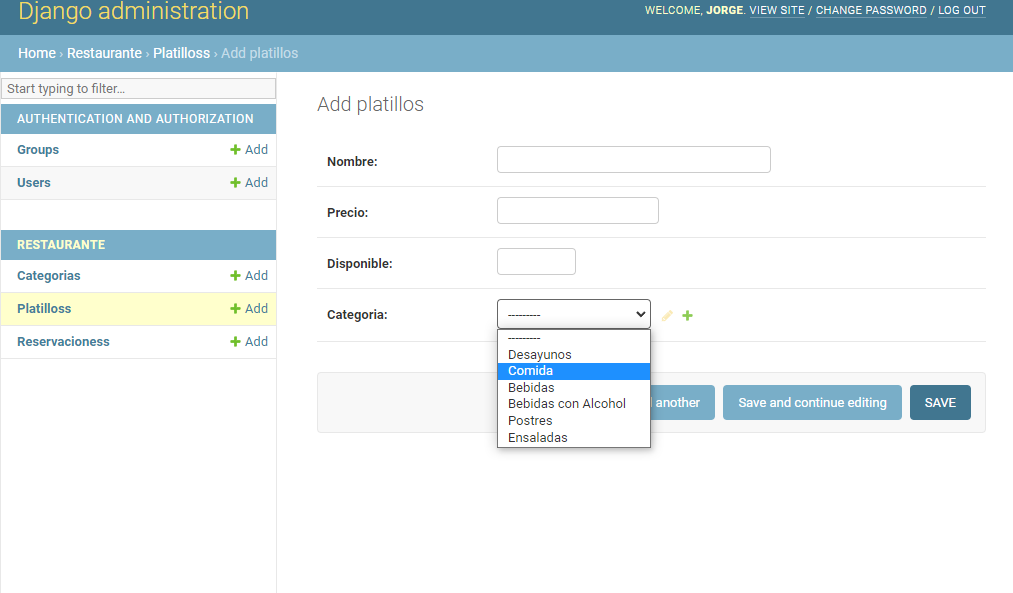 Django administration
WELCOME, JORGE. VIEW SITE / CHANGE PASSWORD / LOG OUT
Home › Restaurante › Platilloss › Add platillos
Start typing to filter...
AUTHENTICATION AND AUTHORIZATION
Groups + Add
Users + Add
RESTAURANTE
Categorias + Add
Platilloss + Add
Reservacioness + Add
Add platillos
Nombre:
Precio:
Disponible:
Categoria: ---------
---------
Desayunos
Comida
Bebidas
Bebidas con Alcohol
Postres
Ensaladas
another
Save and continue editing
SAVE